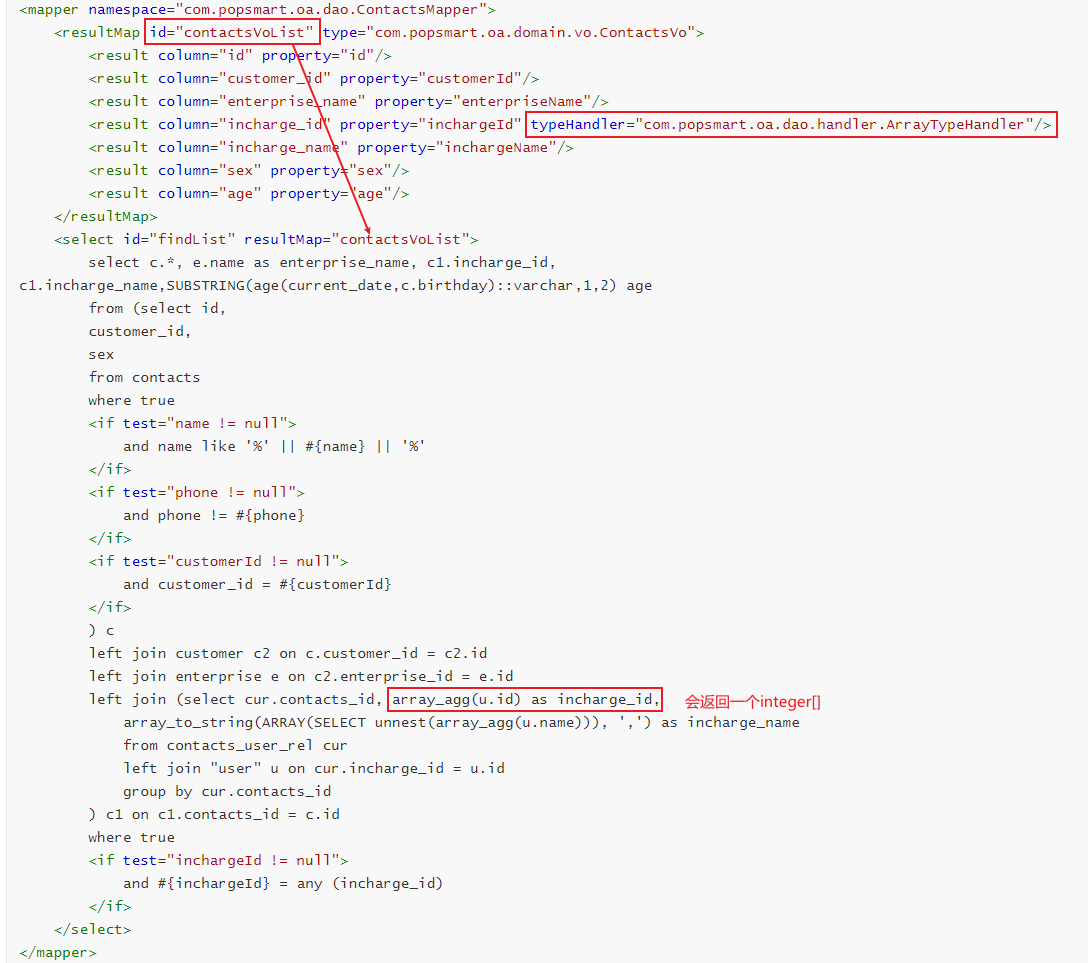 <mapper namespace="com.popsmart.oa.dao.ContactsMapper">
<resultMap id="contactsVoList" type="com.popsmart.oa.domain.vo.ContactsVo">
<result column="id" property="id"/>
<result column="customer_id" property="customerId"/>
<result column="enterprise_name" property="enterpriseName"/>
<result column="incharge_id" property="inchargeId" typeHandler="com.popsmart.oa.dao.handler.ArrayTypeHandler"/>
<result column="incharge_name" property="inchargeName"/>
<result column="sex" property="sex"/>
<result column="age" property="age"/>
</resultMap>
<select id="findList" resultMap="contactsVoList">
select c.*, e.name as enterprise_name, c1.incharge_id,
c1.incharge_name,SUBSTRING(age(current_date,c.birthday)::varchar,1,2) age
from (select id,
customer_id,
sex
from contacts
where true
<if test="name != null">
and name like '%' || #{name} || '%'
</if>
<if test="phone != null">
and phone != #{phone}
</if>
<if test="customerId != null">
and customer_id = #{customerId}
</if>
) c
left join customer c2 on c.customer_id = c2.id
left join enterprise e on c2.enterprise_id = e.id
left join (select cur.contacts_id, array_agg(u.id) as incharge_id, 会返回一个integer[]
array_to_string(ARRAY(SELECT unnest(array_agg(u.name))), ',') as incharge_name
from contacts_user_rel cur
left join "user" u on cur.incharge_id = u.id
group by cur.contacts_id
) c1 on c1.contacts_id = c.id
where true
<if test="inchargeId != null">
and #{inchargeId} = any (incharge_id)
</if>
</select>
</mapper>